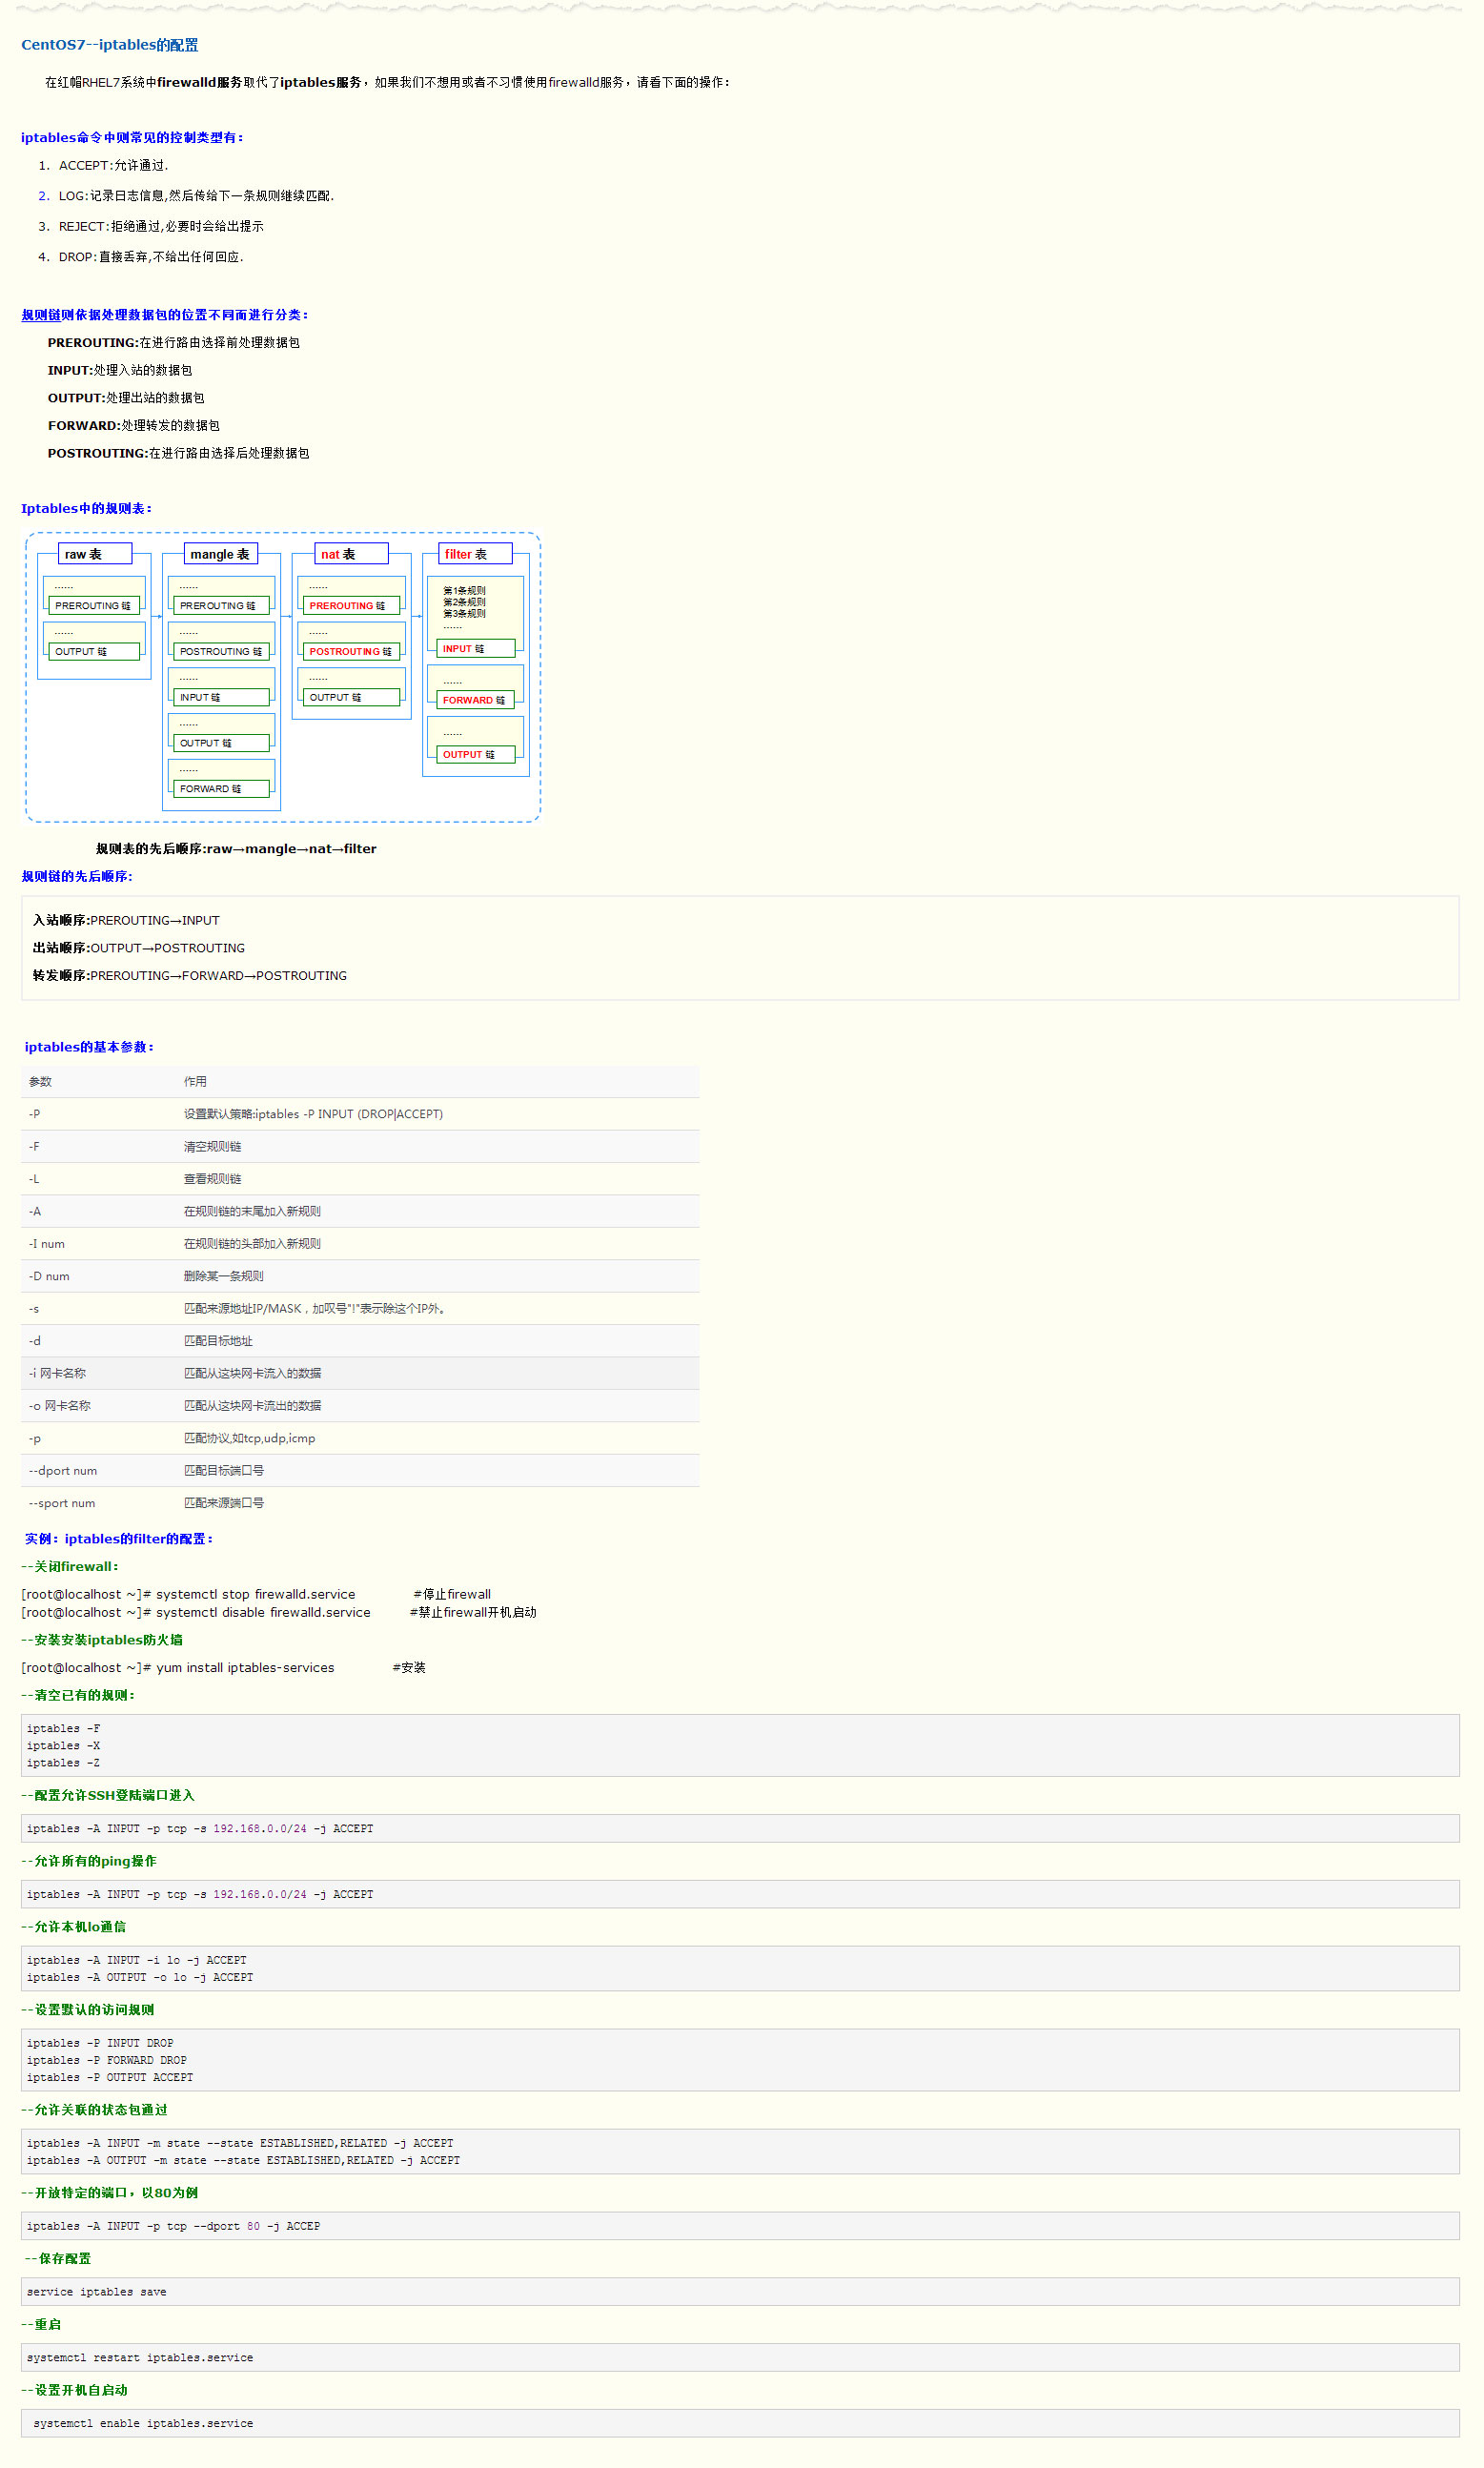 CentOS7--iptables的配置
在红帽RHEL7系统中firewalld服务取代了iptables服务，如果我们不想用或者不习惯使用firewalld服务，请看下面的操作：
iptables命令中则常见的控制类型有：
1. ACCEPT:允许通过.
2. LOG:记录日志信息,然后传给下一条规则继续匹配.
3. REJECT:拒绝通过,必要时会给出提示
4. DROP:直接丢弃,不给出任何回应.
规则链则依据处理数据包的位置不同而进行分类：
PREROUTING:在进行路由选择前处理数据包
INPUT:处理入站的数据包
OUTPUT:处理出站的数据包
FORWARD:处理转发的数据包
POSTROUTING:在进行路由选择后处理数据包
Iptables中的规则表：
raw 表
......
PREROUTING 链
......
OUTPUT 链
mangle 表
......
PREROUTING 链
......
POSTROUTING 链
......
INPUT 链
......
OUTPUT 链
......
FORWARD 链
nat 表
......
PREROUTING 链
......
POSTROUTING 链
......
OUTPUT 链
filter 表
第1条规则
第2条规则
第3条规则
......
INPUT 链
......
FORWARD 链
......
OUTPUT 链
规则表的先后顺序:raw→mangle→nat→filter
规则链的先后顺序:
入站顺序:PREROUTING→INPUT
出站顺序:OUTPUT→POSTROUTING
转发顺序:PREROUTING→FORWARD→POSTROUTING
iptables的基本参数：
参数 作用
-P 设置默认策略:iptables -P INPUT (DROP|ACCEPT)
-F 清空规则链
-L 查看规则链
-A 在规则链的末尾加入新规则
-I num 在规则链的头部加入新规则
-D num 删除某一条规则
-s 匹配来源地址IP/MASK，加叹号"!"表示除这个IP外。
-d 匹配目标地址
-i 网卡名称 匹配从这块网卡流入的数据
-o 网卡名称 匹配从这块网卡流出的数据
-p 匹配协议,如tcp,udp,icmp
--dport num 匹配目标端口号
--sport num 匹配来源端口号
实例：iptables的filter的配置：
--关闭firewall：
[root@localhost ~]# systemctl stop firewalld.service #停止firewall
[root@localhost ~]# systemctl disable firewalld.service #禁止firewall开机启动
--安装安装iptables防火墙
[root@localhost ~]# yum install iptables-services #安装
--清空已有的规则：
iptables -F
iptables -X
iptables -Z
--配置允许SSH登陆端口进入
iptables -A INPUT -p tcp -s 192.168.0.0/24 -j ACCEPT
--允许所有的ping操作
iptables -A INPUT -p tcp -s 192.168.0.0/24 -j ACCEPT
--允许本机lo通信
iptables -A INPUT -i lo -j ACCEPT
iptables -A OUTPUT -o lo -j ACCEPT
--设置默认的访问规则
iptables -P INPUT DROP
iptables -P FORWARD DROP
iptables -P OUTPUT ACCEPT
--允许关联的状态包通过
iptables -A INPUT -m state --state ESTABLISHED,RELATED -j ACCEPT
iptables -A OUTPUT -m state --state ESTABLISHED,RELATED -j ACCEPT
--开放特定的端口，以80为例
iptables -A INPUT -p tcp --dport 80 -j ACCEP
--保存配置
service iptables save
--重启
systemctl restart iptables.service
--设置开机自启动
systemctl enable iptables.service